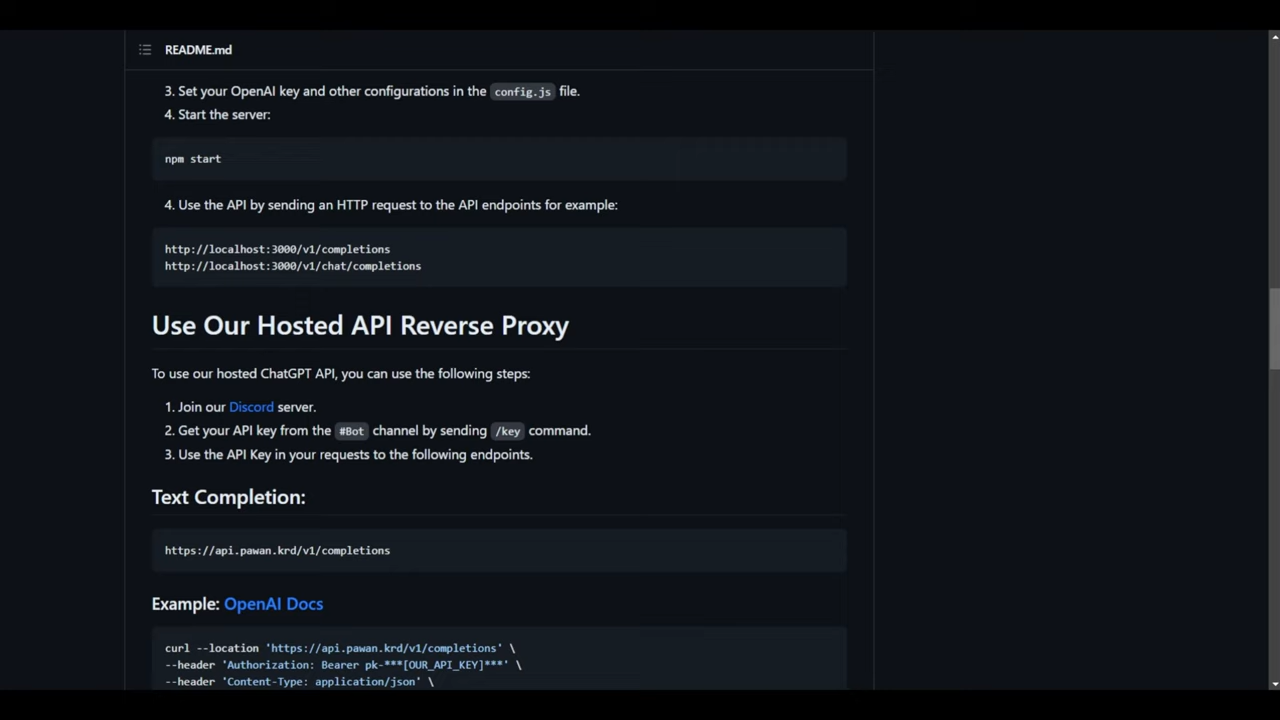 README.md
3. Set your OpenAI key and other configurations in the config.js file.
4. Start the server:
npm start
4. Use the API by sending an HTTP request to the API endpoints for example:
http://localhost:3000/v1/completions
http://localhost:3000/v1/chat/completions
Use Our Hosted API Reverse Proxy
To use our hosted ChatGPT API, you can use the following steps:
1. Join our Discord server.
2. Get your API key from the #Bot channel by sending /key command.
3. Use the API Key in your requests to the following endpoints.
Text Completion:
https://api.pawan.krd/v1/completions
Example: OpenAI Docs
curl --location 'https://api.pawan.krd/v1/completions' \
--header 'Authorization: Bearer pk-***[OUR_API_KEY]***' \
--header 'Content-Type: application/json' \